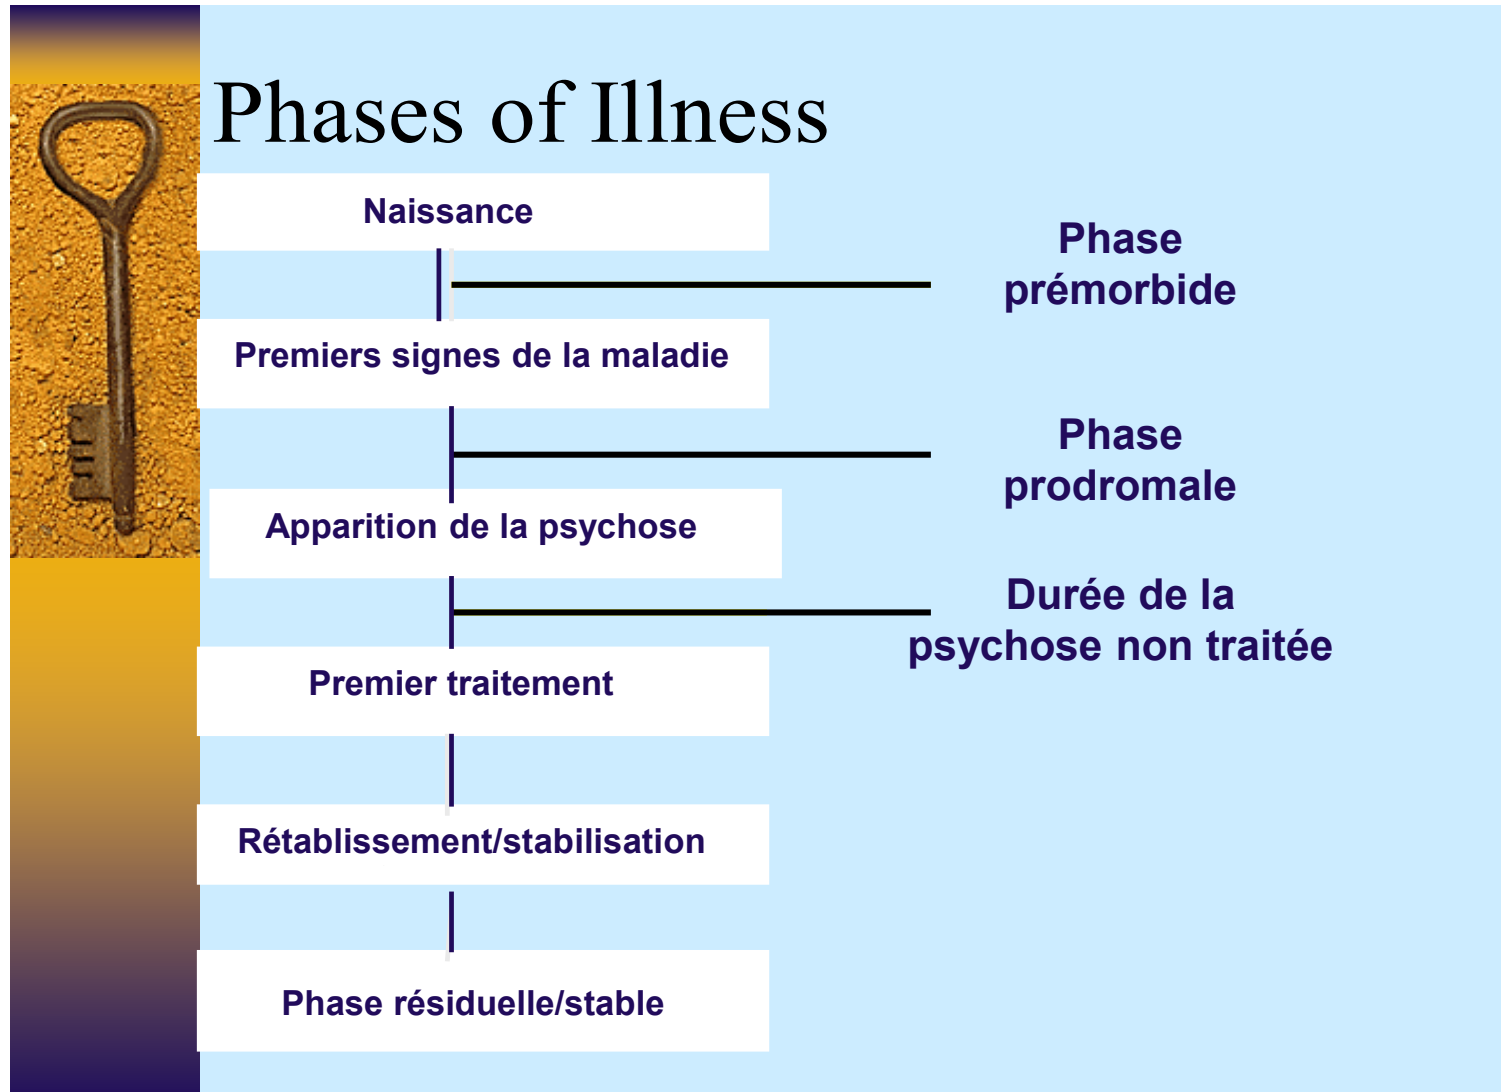 Phases of Illness
Naissance
Phase
prémorbide
Premiers signes de la maladie
Phase
prodromale
Apparition de la psychose
Durée de la
psychose non traitée
Premier traitement
Rétablissement/stabilisation
Phase résiduelle/stable